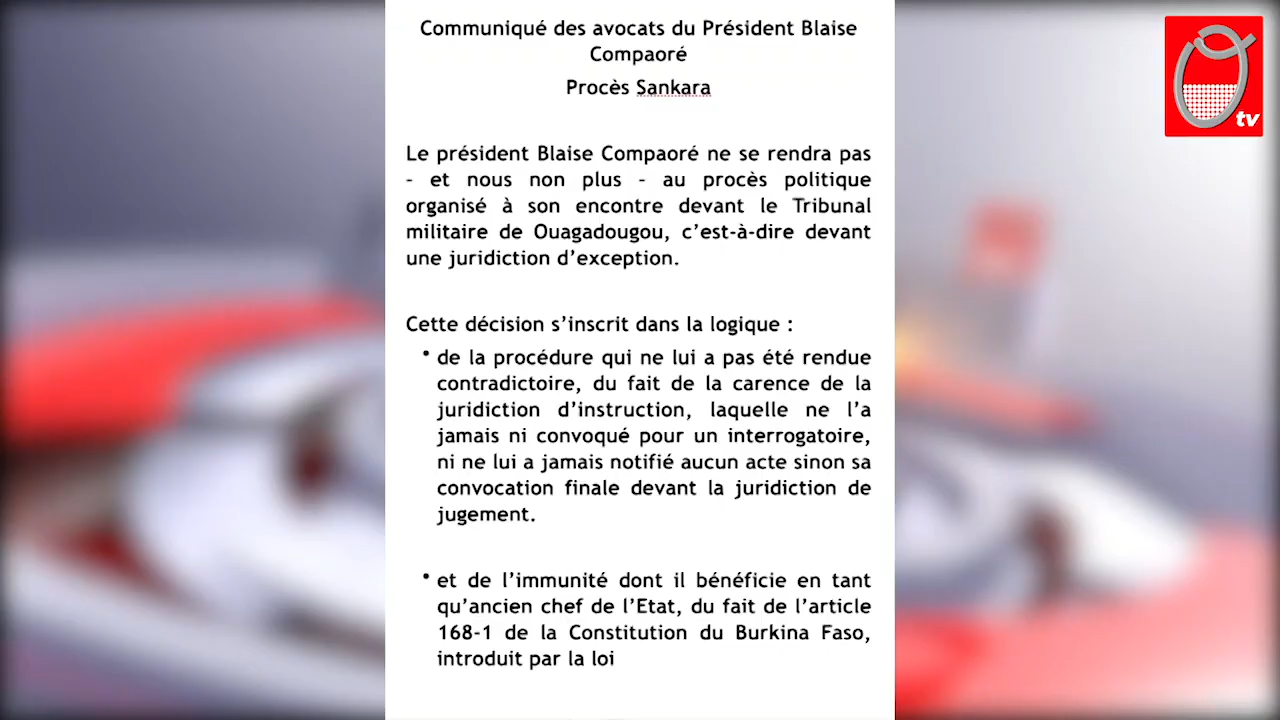 Communiqué des avocats du Président Blaise
Compaoré
Procès Sankara
Le président Blaise Compaoré ne se rendra pas
– et nous non plus – au procès politique
organisé à son encontre devant le Tribunal
militaire de Ouagadougou, c’est-à-dire devant
une juridiction d’exception.
Cette décision s’inscrit dans la logique :
• de la procédure qui ne lui a pas été rendue
contradictoire, du fait de la carence de la
juridiction d’instruction, laquelle ne l’a
jamais ni convoqué pour un interrogatoire,
ni ne lui a jamais notifié aucun acte sinon sa
convocation finale devant la juridiction de
jugement.
• et de l’immunité dont il bénéficie en tant
qu’ancien chef de l’Etat, du fait de l’article
168-1 de la Constitution du Burkina Faso,
introduit par la loi
tv